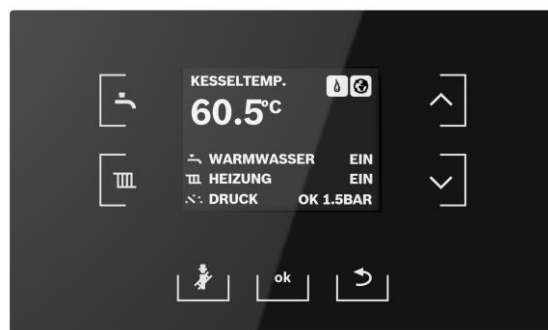 KESSELTEMP.
60.5°C
WARMWASSER EIN
HEIZUNG EIN
DRUCK OK 1.5BAR
ok